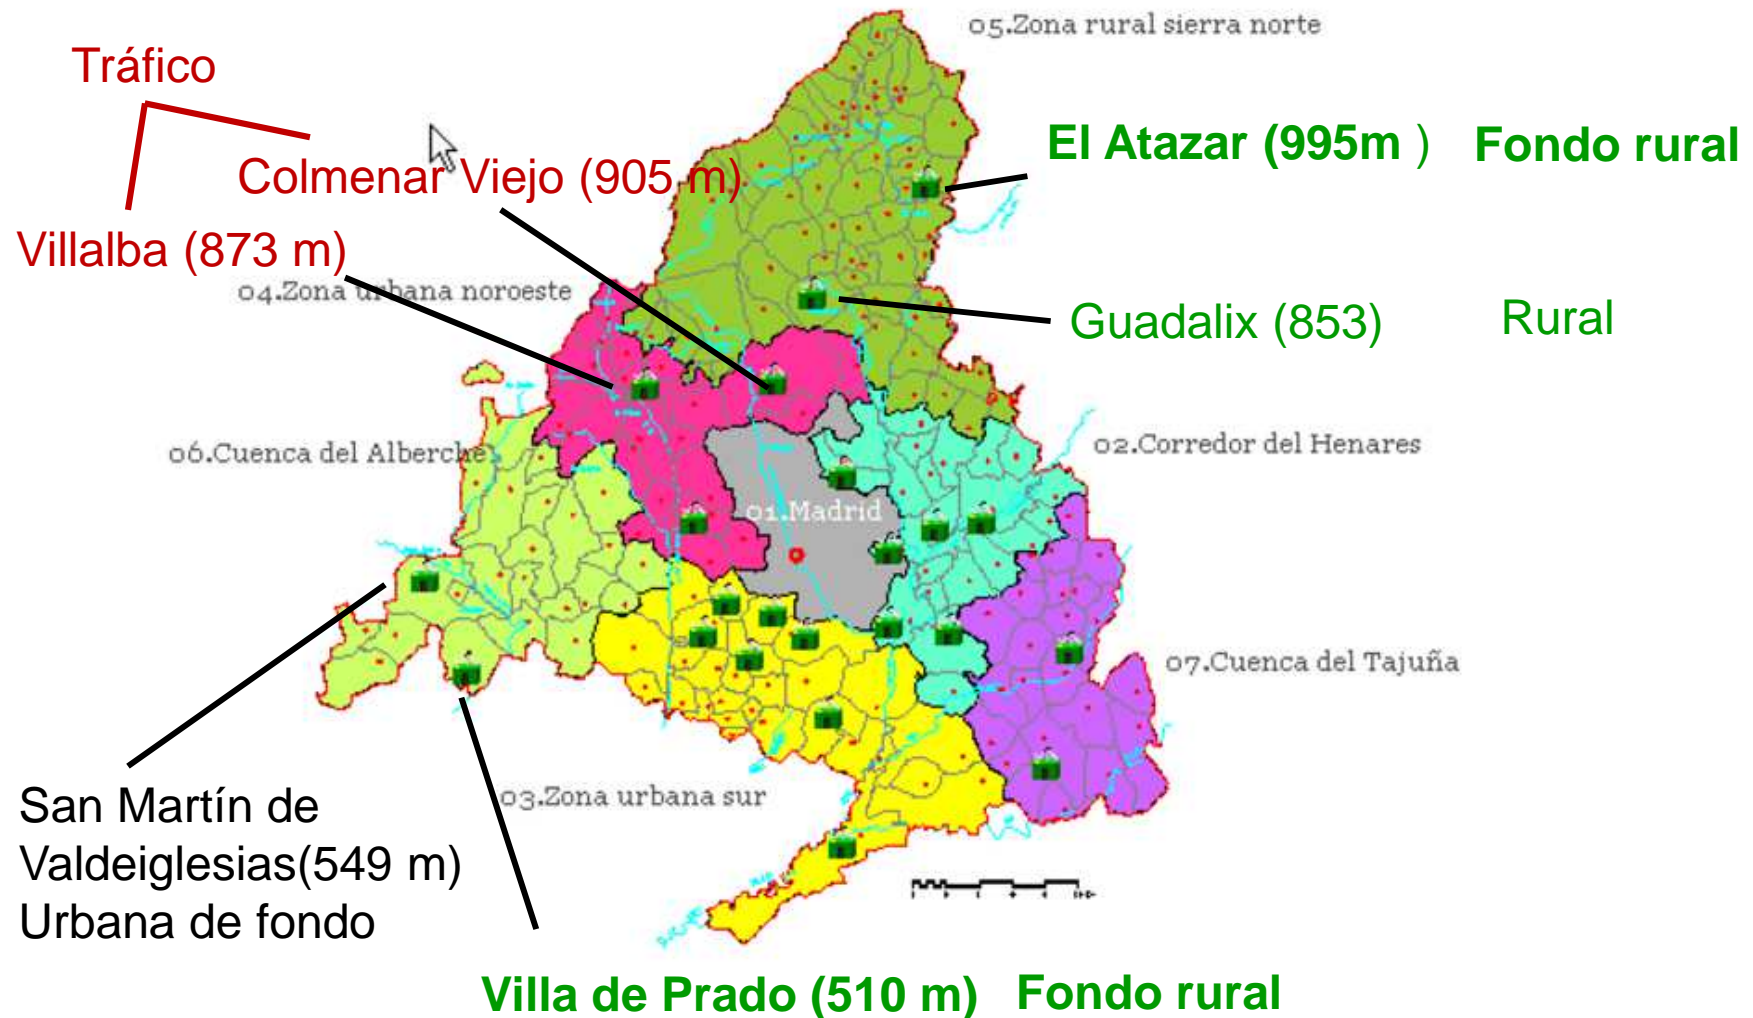 05.Zona rural sierra norte
Tráfico
El Atazar (995m ) Fondo rural
Colmenar Viejo (905 m)
Villalba (873 m)
04.Zona urbana noroeste
Guadalix (853) Rural
06.Cuenca del Alberche
02.Corredor del Henares
01.Madrid
07.Cuenca del Tajuña
San Martín de
Valdeiglesias(549 m)
Urbana de fondo
03.Zona urbana sur
Villa de Prado (510 m) Fondo rural